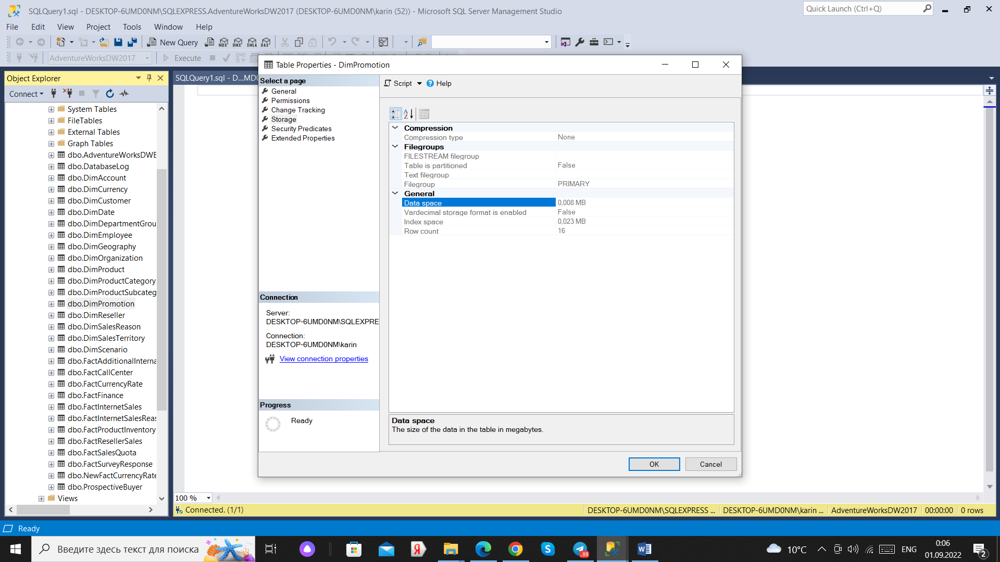 SQLQuery1.sql - DESKTOP-6UMD0NM\SQLEXPRESS.AdventureWorksDW2017 (DESKTOP-6UMD0NM\karin (52)) - Microsoft SQL Server Management Studio
Quick Launch (Ctrl+Q)
File Edit View Project Tools Window Help
New Query
MDX DMX XMLA DAX
AdventureWorksDW2017
Execute
Object Explorer
Connect
System Tables
FileTables
External Tables
Graph Tables
dbo.AdventureWorksDWB
dbo.DatabaseLog
dbo.DimAccount
dbo.DimCurrency
dbo.DimCustomer
dbo.DimDate
dbo.DimDepartmentGrou
dbo.DimEmployee
dbo.DimGeography
dbo.DimOrganization
dbo.DimProduct
dbo.DimProductCategory
dbo.DimProductSubcateg
dbo.DimPromotion
dbo.DimReseller
dbo.DimSalesReason
dbo.DimSalesTerritory
dbo.DimScenario
dbo.FactAdditionalInterna
dbo.FactCallCenter
dbo.FactCurrencyRate
dbo.FactFinance
dbo.FactInternetSales
dbo.FactInternetSalesReas
dbo.FactProductInventory
dbo.FactResellerSales
dbo.FactSalesQuota
dbo.FactSurveyResponse
dbo.NewFactCurrencyRate
dbo.ProspectiveBuyer
Views
SQLQuery1.sql - D...MD0
Table Properties - DimPromotion
Select a page
General
Permissions
Change Tracking
Storage
Security Predicates
Extended Properties
Connection
Server:
DESKTOP-6UMD0NM\SQLEXPRE
Connection:
DESKTOP-6UMD0NM\karin
View connection properties
Progress
Ready
Script Help
Compression
Compression type None
Filegroups
FILESTREAM filegroup
Table is partitioned False
Text filegroup
Filegroup PRIMARY
General
Data space 0,008 MB
Vardecimal storage format is enabled False
Index space 0,023 MB
Row count 16
Data space
The size of the data in the table in megabytes.
OK Cancel
100 %
Connected. (1/1)
DESKTOP-6UMD0NM\SQLEXPRESS ... DESKTOP-6UMD0NM\karin ... AdventureWorksDW2017 00:00:00 0 rows
Ready
Введите здесь текст для поиска
Я
.88
10°C
ENG
0:06
01.09.2022
2